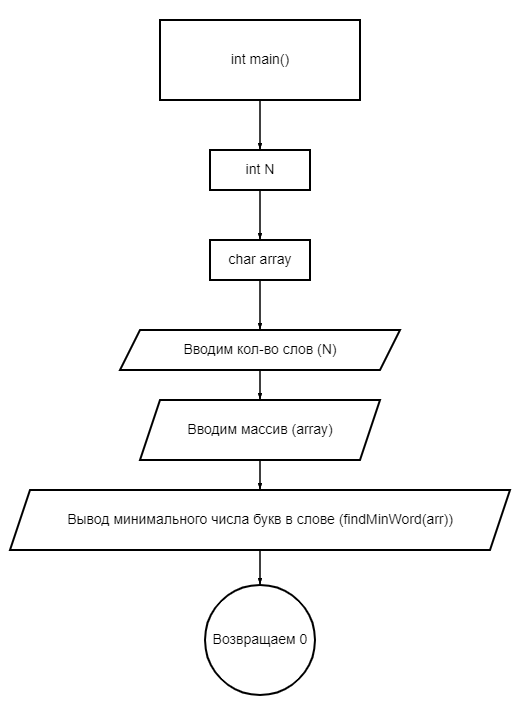 int main()
int N
char array
Вводим кол-во слов (N)
Вводим массив (array)
Вывод минимального числа букв в слове (findMinWord(arr))
Возвращаем 0